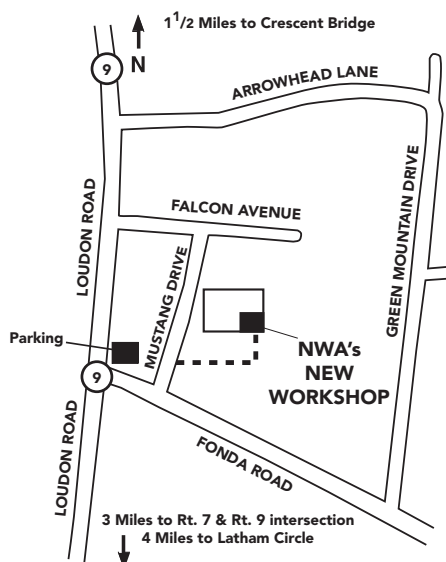 1 1/2 Miles to Crescent Bridge
9
N
ARROWHEAD LANE
LOUDON ROAD
FALCON AVENUE
GREEN MOUNTAIN DRIVE
MUSTANG DRIVE
Parking
NWA's
NEW
WORKSHOP
9
LOUDON ROAD
FONDA ROAD
3 Miles to Rt. 7 & Rt. 9 intersection
4 Miles to Latham Circle